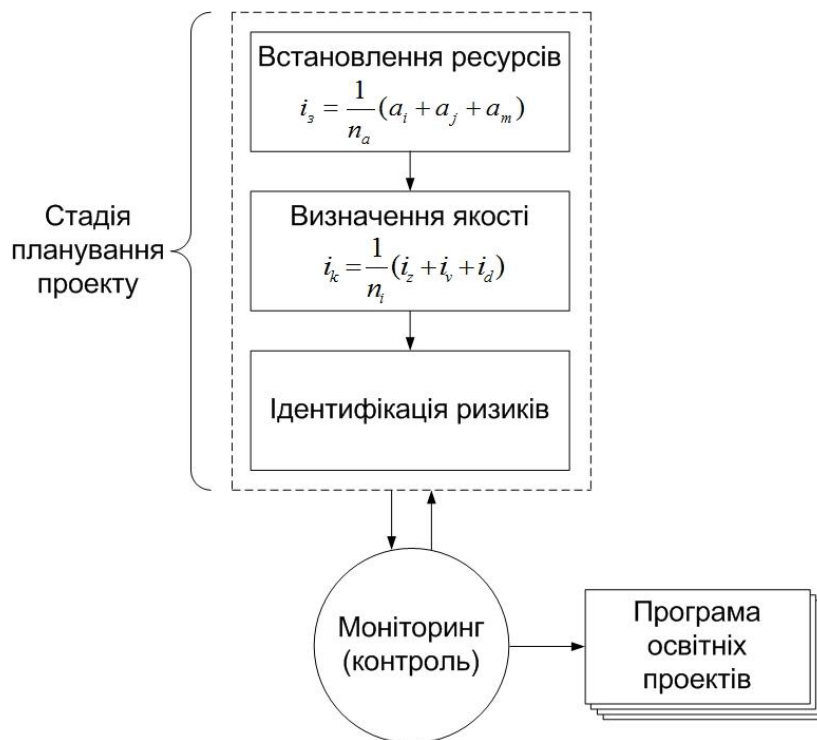 Встановлення ресурсів
i_з = 1/n_a (a_i + a_j + a_m)
Стадія
планування
проекту
Визначення якості
i_k = 1/n_i (i_z + i_v + i_d)
Ідентифікація ризиків
Моніторинг
(контроль)
Програма
освітніх
проектів